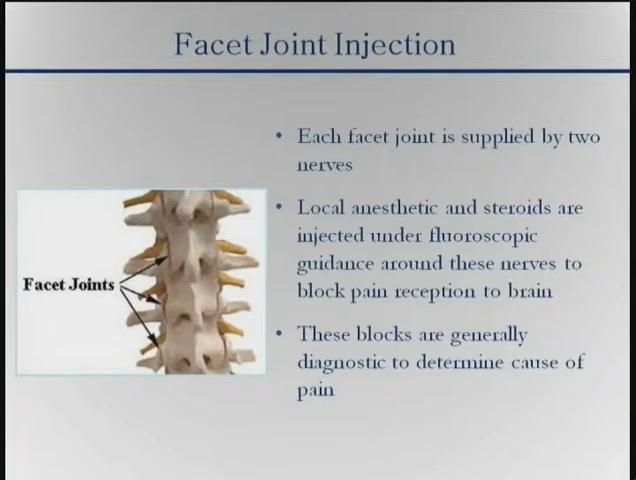 Facet Joint Injection
• Each facet joint is supplied by two
nerves
• Local anesthetic and steroids are
injected under fluoroscopic
guidance around these nerves to
block pain reception to brain
• These blocks are generally
diagnostic to determine cause of
pain
Facet Joints